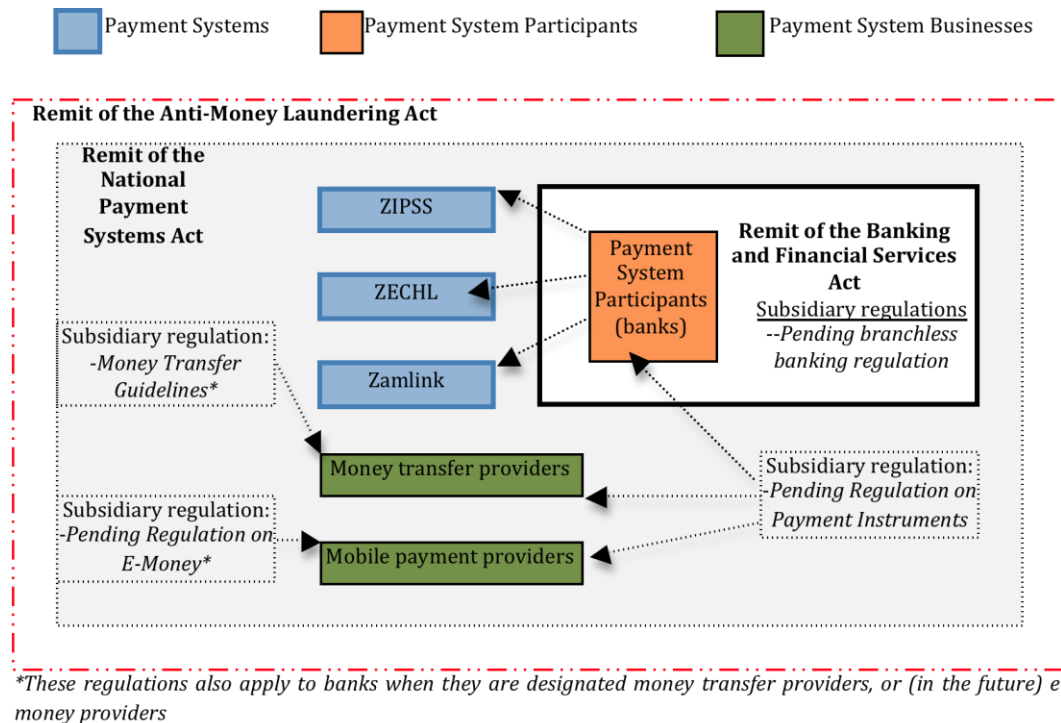 Payment Systems
Payment System Participants
Payment System Businesses
Remit of the Anti-Money Laundering Act
Remit of the
National
Payment
Systems Act
ZIPSS
ZECHL
Zamlink
Payment
System
Participants
(banks)
Remit of the Banking
and Financial Services
Act
Subsidiary regulations
--Pending branchless
banking regulation
Subsidiary regulation:
-Money Transfer
Guidelines*
Money transfer providers
Subsidiary regulation:
-Pending Regulation on
E-Money*
Mobile payment providers
Subsidiary regulation:
-Pending Regulation on
Payment Instruments
*These regulations also apply to banks when they are designated money transfer providers, or (in the future) e
money providers